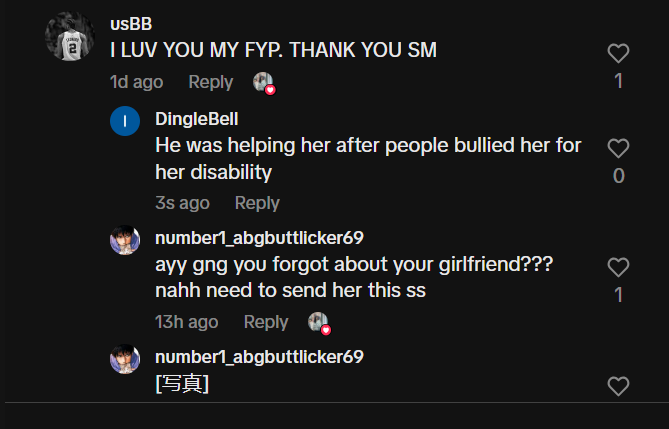 usBB
I LUV YOU MY FYP. THANK YOU SM
1d ago Reply
1
I
DingleBell
He was helping her after people bullied her for
her disability
0
3s ago Reply
number1_abgbuttlicker69
ayy gng you forgot about your girlfriend???
nahh need to send her this ss
1
13h ago Reply
number1_abgbuttlicker69
[写真]